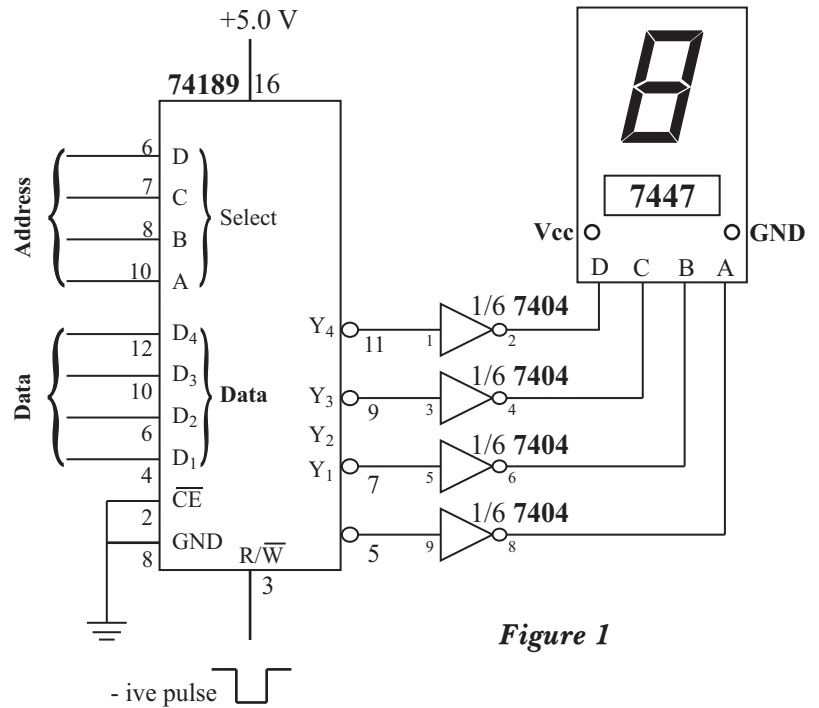 +5.0 V
74189 16
6 D
7 C
8 B
10 A
Address
Select
D₄
12
D₃
10
D₂
6
D₁
4
Data
Data
C̅E̅
2
GND
8
R/W̅
3
- ive pulse
Y₄
11
Y₃
9
Y₂
Y₁
7
5
1/6 7404
1 2
1/6 7404
3 4
1/6 7404
5 6
1/6 7404
9 8
7447
Vcc GND
D C B A
Figure 1